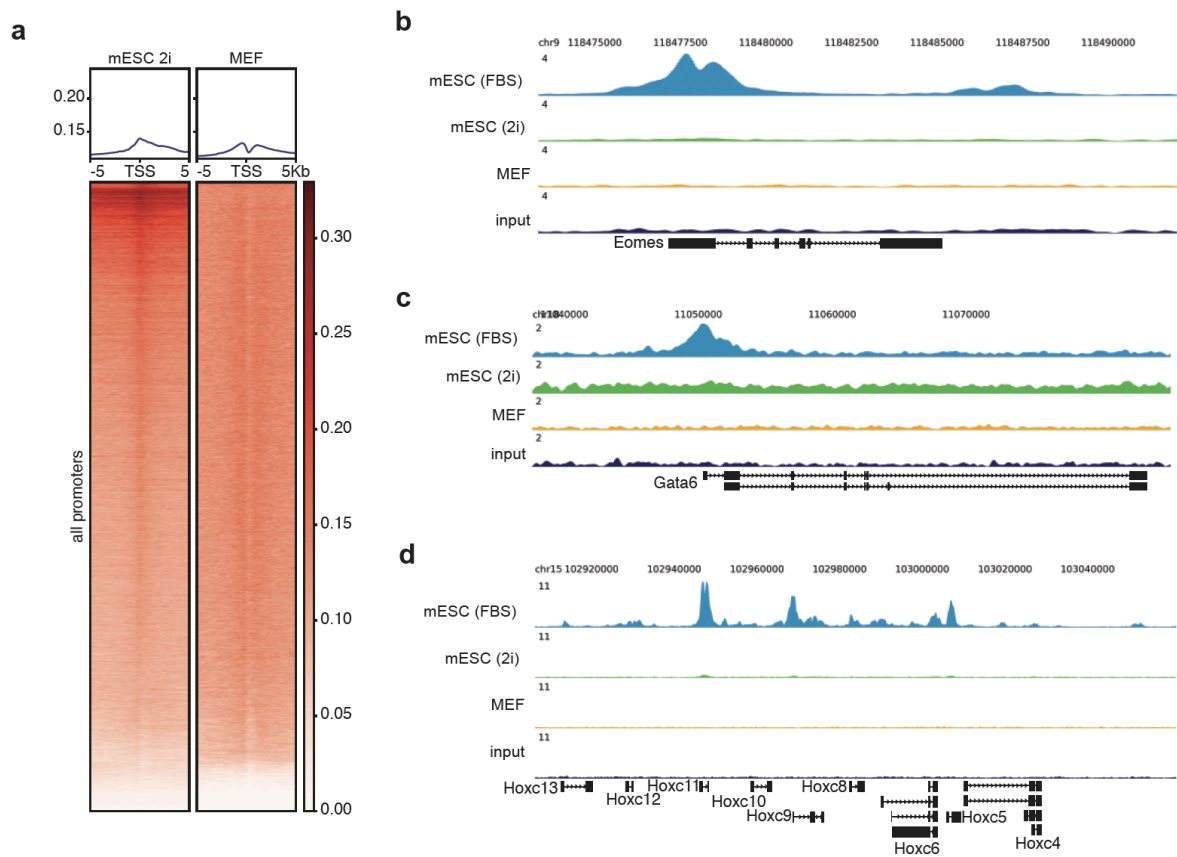 a
mESC 2i MEF
0.20
0.15
-5 TSS 5 -5 TSS 5Kb
0.30
0.25
0.20
0.15
0.10
0.05
0.00
all promoters
b
chr9 118475000 118477500 118480000 118482500 118485000 118487500 118490000
4
mESC (FBS)
4
mESC (2i)
4
MEF
4
input
Eomes
c
11050000 11060000 11070000
2
mESC (FBS)
2
mESC (2i)
2
MEF
2
input
Gata6
d
chr15 102920000 102940000 102960000 102980000 103000000 103020000 103040000
11
mESC (FBS)
11
mESC (2i)
11
MEF
11
input
Hoxc13 Hoxc11 Hoxc8
Hoxc12 Hoxc10
Hoxc9 Hoxc5
Hoxc6 Hoxc4